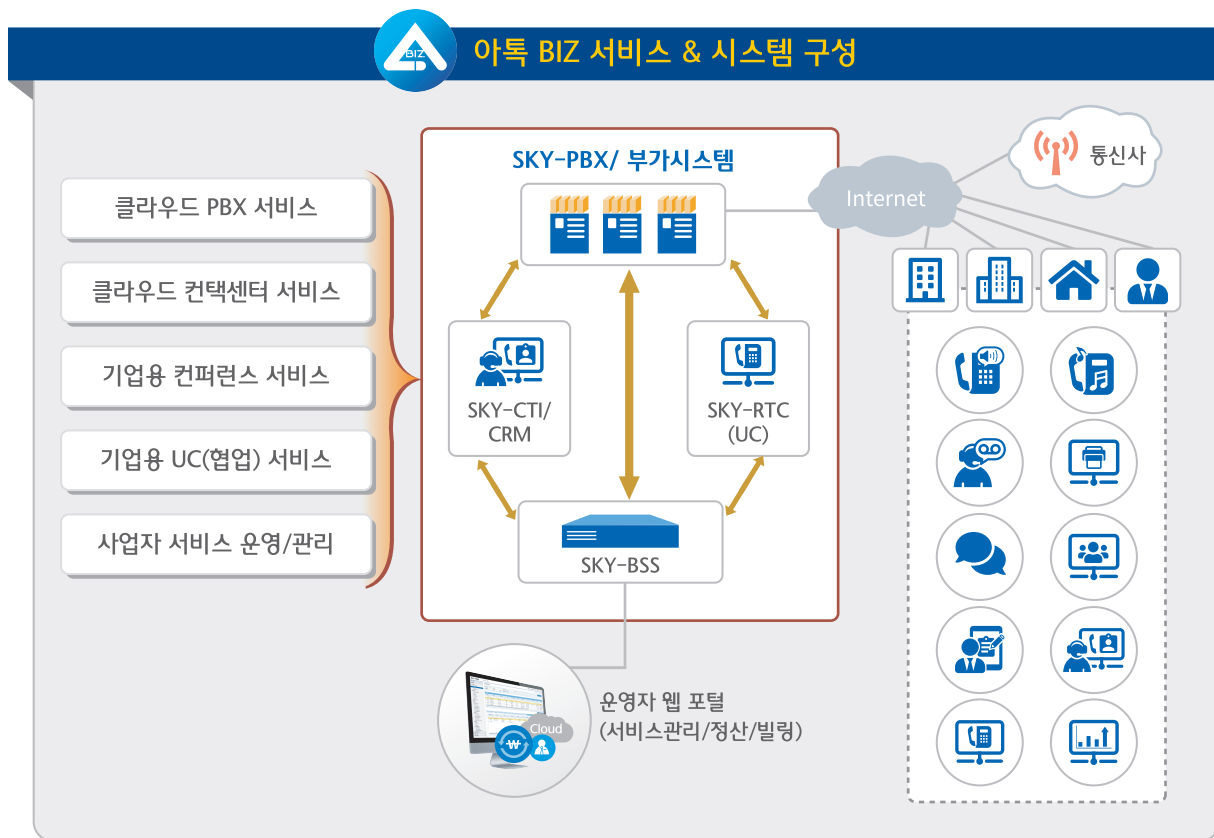 BIZ
아톡 BIZ 서비스 & 시스템 구성
클라우드 PBX 서비스
클라우드 컨택센터 서비스
기업용 컨퍼런스 서비스
기업용 UC(협업) 서비스
사업자 서비스 운영/관리
SKY-PBX/ 부가시스템
SKY-CTI/
CRM
SKY-RTC
(UC)
SKY-BSS
Internet
통신사
Cloud
₩
운영자 웹 포털
(서비스관리/정산/빌링)